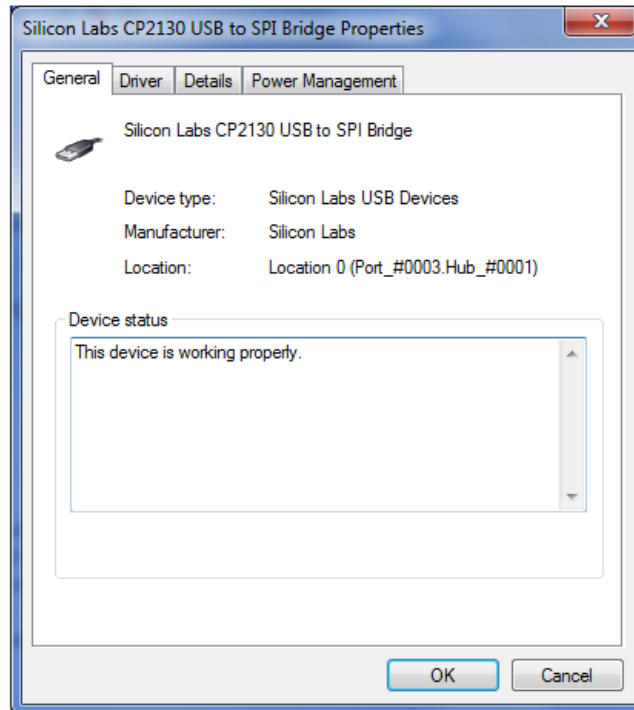 Silicon Labs CP2130 USB to SPI Bridge Properties
General Driver Details Power Management
Silicon Labs CP2130 USB to SPI Bridge
Device type: Silicon Labs USB Devices
Manufacturer: Silicon Labs
Location: Location 0 (Port_#0003.Hub_#0001)
Device status
This device is working properly.
OK Cancel